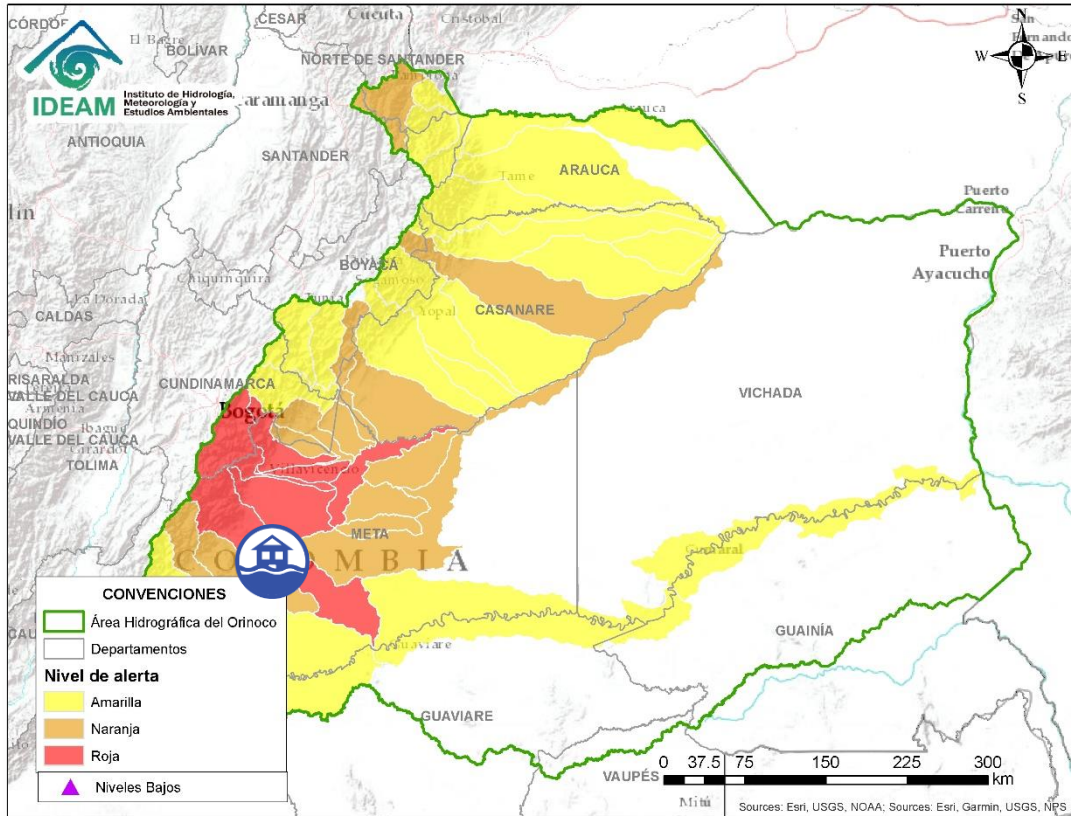 CESAR
Cúcuta
Cristobal
El Bagre
BOLÍVAR
NORTE DE SANTANDER
San
Fernando
N
W
E
S
IDEAM
Instituto de Hidrología,
Meteorología y
Estudios Ambientales
ANTIOQUIA
SANTANDER
Tame
ARAUCA
Puerto
Carreño
Puerto
Ayacucho
Chiquinquirá
BOYACÁ
La Dorada
CALDAS
Tunja
Yopal
CASANARE
Manizales
RISARALDA
VALLE DEL CAUCA
Armenia
QUINDÍO
VALLE DEL CAUCA
Ibague
Girardot
TOLIMA
CUNDINAMARCA
Bogotá
VICHADA
Villavicencio
META
COLOMBIA
GUAINÍA
GUAVIARE
VAUPÉS
Mitú
CONVENCIONES
Área Hidrográfica del Orinoco
Departamentos
Nivel de alerta
Amarilla
Naranja
Roja
Niveles Bajos
0 37.5 75 150 225 300
km
Sources: Esri, USGS, NOAA; Sources: Esri, Garmin, USGS, NPS